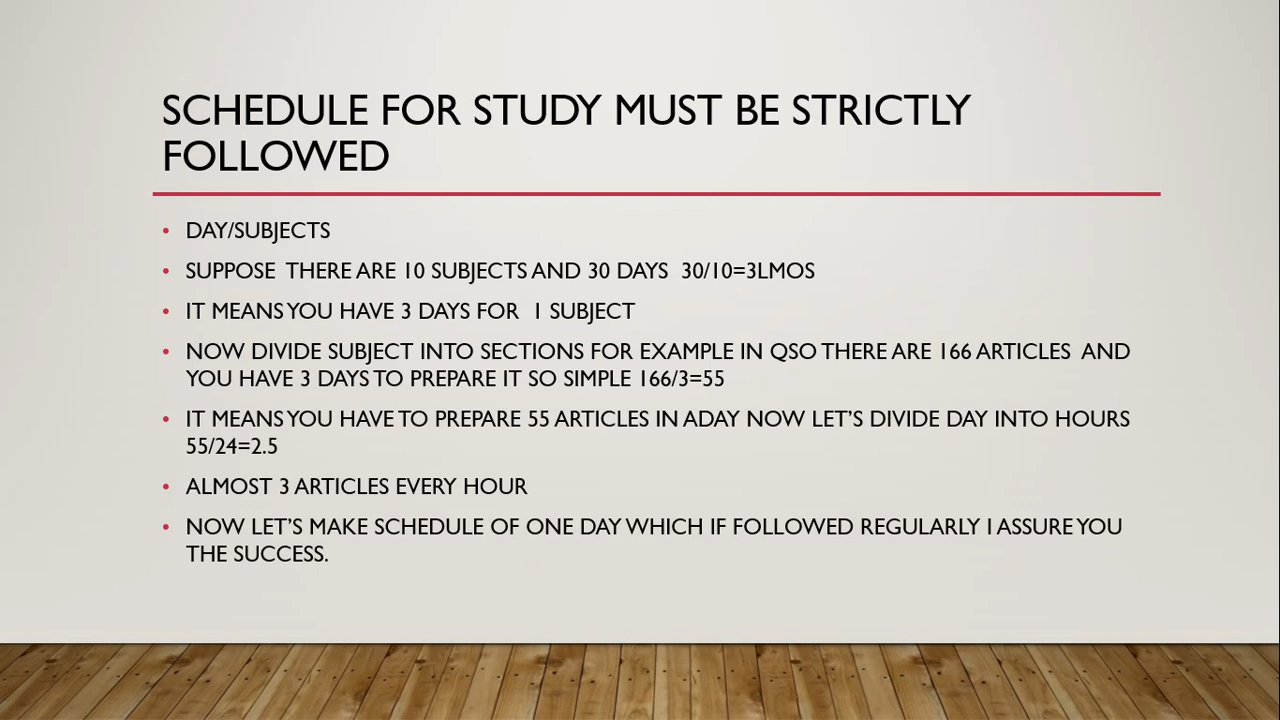 SCHEDULE FOR STUDY MUST BE STRICTLY
FOLLOWED
• DAY/SUBJECTS
• SUPPOSE THERE ARE 10 SUBJECTS AND 30 DAYS 30/10=3LMOS
• IT MEANS YOU HAVE 3 DAYS FOR 1 SUBJECT
• NOW DIVIDE SUBJECT INTO SECTIONS FOR EXAMPLE IN QSO THERE ARE 166 ARTICLES AND
YOU HAVE 3 DAYS TO PREPARE IT SO SIMPLE 166/3=55
• IT MEANS YOU HAVE TO PREPARE 55 ARTICLES IN ADAY NOW LET'S DIVIDE DAY INTO HOURS
55/24=2.5
• ALMOST 3 ARTICLES EVERY HOUR
• NOW LET'S MAKE SCHEDULE OF ONE DAY WHICH IF FOLLOWED REGULARLY I ASSURE YOU
THE SUCCESS.